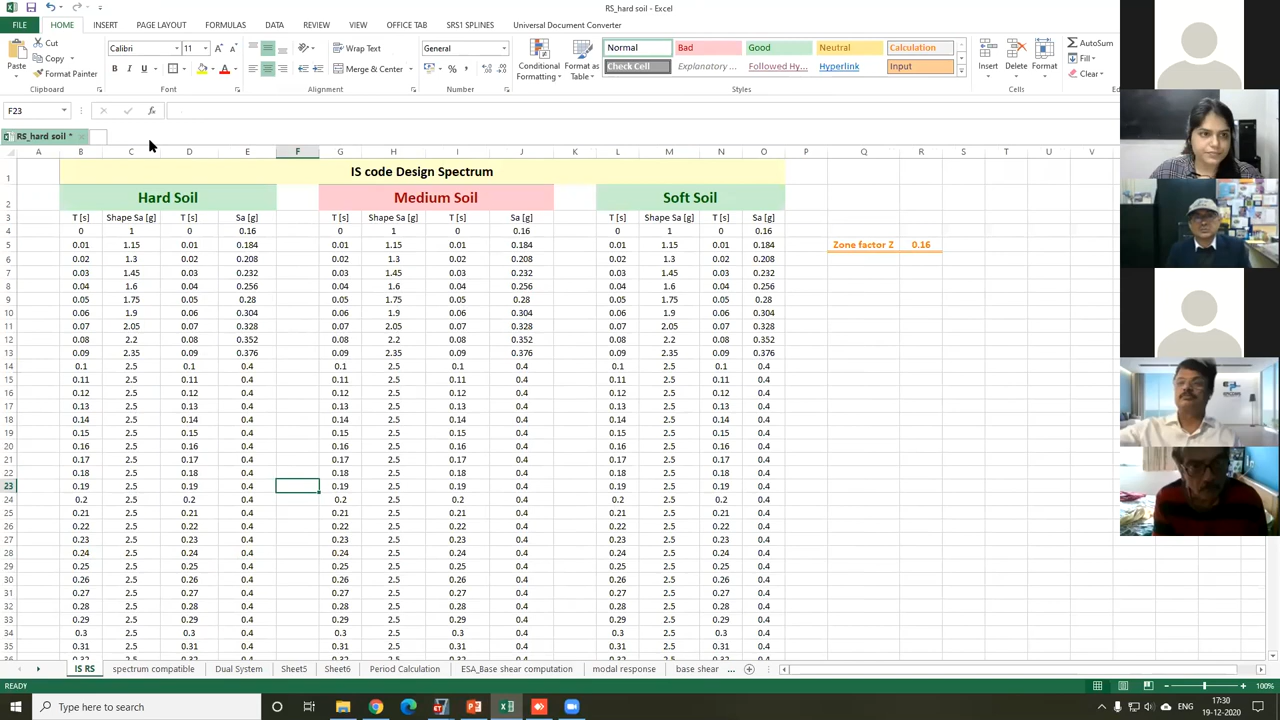 RS_hard soil - Excel
FILE HOME INSERT PAGE LAYOUT FORMULAS DATA REVIEW VIEW OFFICE TAB SRS1 SPLINES Universal Document Converter
Cut Calibri 11 Wrap Text General Normal Bad Good Neutral Calculation AutoSum
Paste Copy Conditional Formatting Format as Table Insert Delete Format Fill
Format Painter B I U A Merge & Center % Check Cell Explanatory ... Followed Hy... Hyperlink Input Clear
Clipboard Font Alignment Number Styles Cells
F23 fx
RS_hard soil *
A B C D E F G H I J K L M N O P Q R S T U V
1 IS code Design Spectrum
2 Hard Soil Medium Soil Soft Soil
3 T [s] Shape Sa [g] T [s] Sa [g] T [s] Shape Sa [g] T [s] Sa [g] T [s] Shape Sa [g] T [s] Sa [g]
4 0 1 0 0.16 0 1 0 0.16 0 1 0 0.16
5 0.01 1.15 0.01 0.184 0.01 1.15 0.01 0.184 0.01 1.15 0.01 0.184 Zone factor Z 0.16
6 0.02 1.3 0.02 0.208 0.02 1.3 0.02 0.208 0.02 1.3 0.02 0.208
7 0.03 1.45 0.03 0.232 0.03 1.45 0.03 0.232 0.03 1.45 0.03 0.232
8 0.04 1.6 0.04 0.256 0.04 1.6 0.04 0.256 0.04 1.6 0.04 0.256
9 0.05 1.75 0.05 0.28 0.05 1.75 0.05 0.28 0.05 1.75 0.05 0.28
10 0.06 1.9 0.06 0.304 0.06 1.9 0.06 0.304 0.06 1.9 0.06 0.304
11 0.07 2.05 0.07 0.328 0.07 2.05 0.07 0.328 0.07 2.05 0.07 0.328
12 0.08 2.2 0.08 0.352 0.08 2.2 0.08 0.352 0.08 2.2 0.08 0.352
13 0.09 2.35 0.09 0.376 0.09 2.35 0.09 0.376 0.09 2.35 0.09 0.376
14 0.1 2.5 0.1 0.4 0.1 2.5 0.1 0.4 0.1 2.5 0.1 0.4
15 0.11 2.5 0.11 0.4 0.11 2.5 0.11 0.4 0.11 2.5 0.11 0.4
16 0.12 2.5 0.12 0.4 0.12 2.5 0.12 0.4 0.12 2.5 0.12 0.4
17 0.13 2.5 0.13 0.4 0.13 2.5 0.13 0.4 0.13 2.5 0.13 0.4
18 0.14 2.5 0.14 0.4 0.14 2.5 0.14 0.4 0.14 2.5 0.14 0.4
19 0.15 2.5 0.15 0.4 0.15 2.5 0.15 0.4 0.15 2.5 0.15 0.4
20 0.16 2.5 0.16 0.4 0.16 2.5 0.16 0.4 0.16 2.5 0.16 0.4
21 0.17 2.5 0.17 0.4 0.17 2.5 0.17 0.4 0.17 2.5 0.17 0.4
22 0.18 2.5 0.18 0.4 0.18 2.5 0.18 0.4 0.18 2.5 0.18 0.4
23 0.19 2.5 0.19 0.4 0.19 2.5 0.19 0.4 0.19 2.5 0.19 0.4
24 0.2 2.5 0.2 0.4 0.2 2.5 0.2 0.4 0.2 2.5 0.2 0.4
25 0.21 2.5 0.21 0.4 0.21 2.5 0.21 0.4 0.21 2.5 0.21 0.4
26 0.22 2.5 0.22 0.4 0.22 2.5 0.22 0.4 0.22 2.5 0.22 0.4
27 0.23 2.5 0.23 0.4 0.23 2.5 0.23 0.4 0.23 2.5 0.23 0.4
28 0.24 2.5 0.24 0.4 0.24 2.5 0.24 0.4 0.24 2.5 0.24 0.4
29 0.25 2.5 0.25 0.4 0.25 2.5 0.25 0.4 0.25 2.5 0.25 0.4
30 0.26 2.5 0.26 0.4 0.26 2.5 0.26 0.4 0.26 2.5 0.26 0.4
31 0.27 2.5 0.27 0.4 0.27 2.5 0.27 0.4 0.27 2.5 0.27 0.4
32 0.28 2.5 0.28 0.4 0.28 2.5 0.28 0.4 0.28 2.5 0.28 0.4
33 0.29 2.5 0.29 0.4 0.29 2.5 0.29 0.4 0.29 2.5 0.29 0.4
34 0.3 2.5 0.3 0.4 0.3 2.5 0.3 0.4 0.3 2.5 0.3 0.4
35 0.31 2.5 0.31 0.4 0.31 2.5 0.31 0.4 0.31 2.5 0.31 0.4
IS RS spectrum compatible Dual System Sheet5 Sheet6 Period Calculation ESA_Base shear computation modal response base shear ...
READY 100%
Type here to search ENG 17:30
19-12-2020